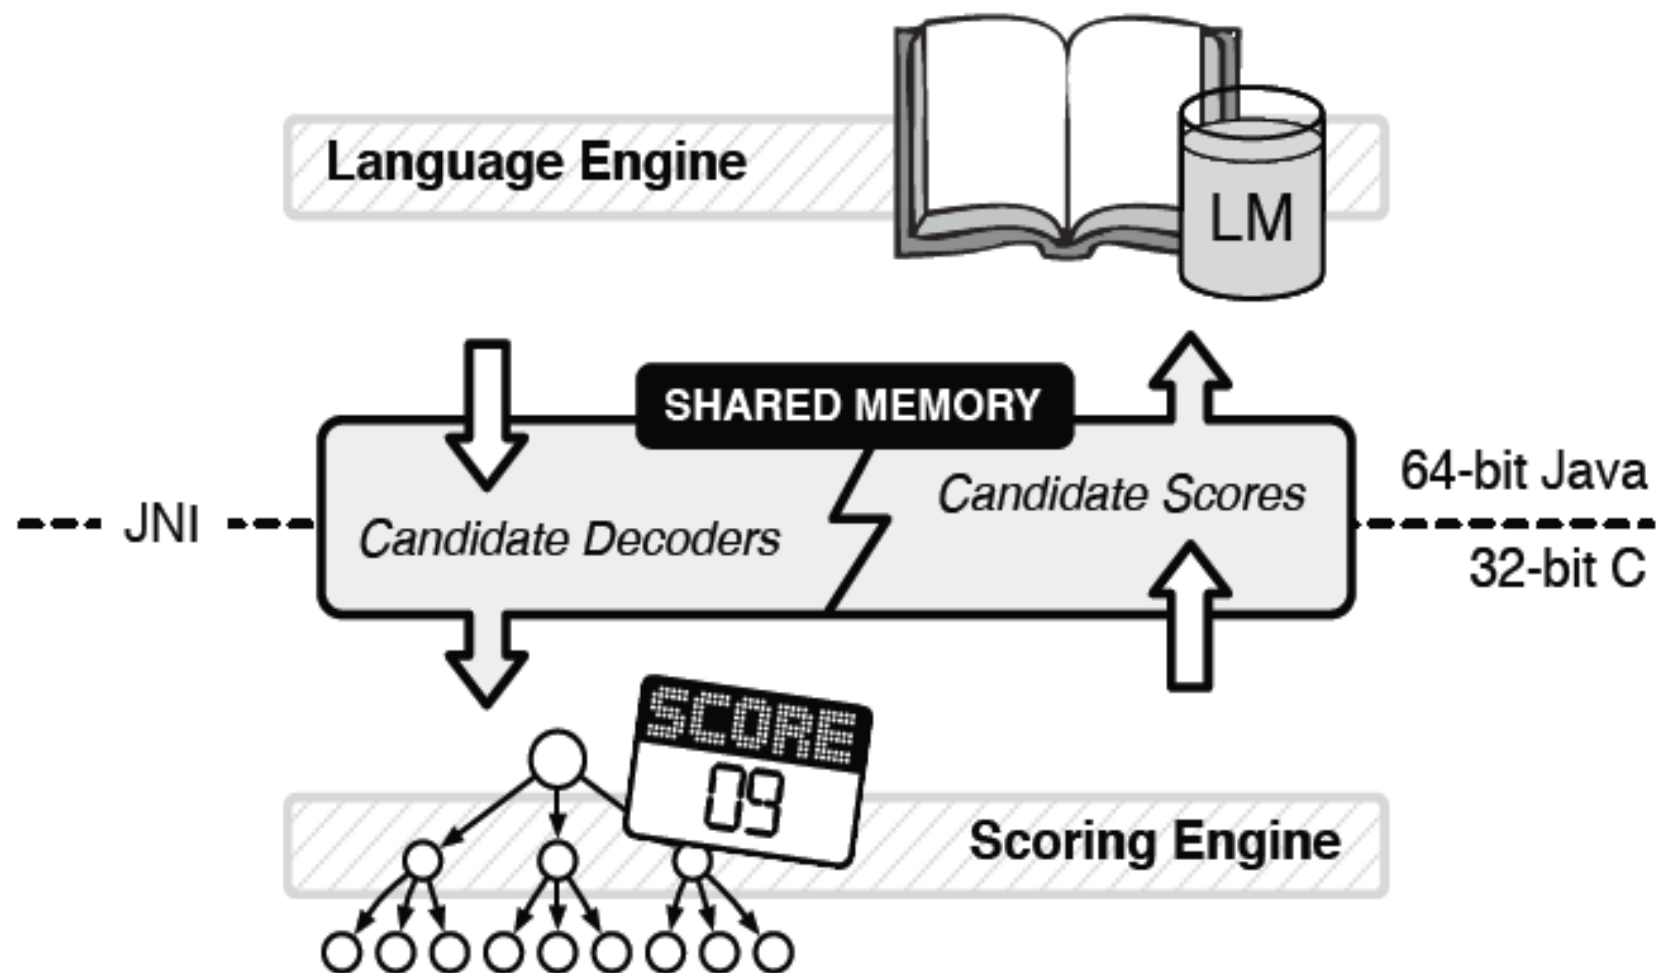 Language Engine
LM
SHARED MEMORY
64-bit Java
Candidate Scores
JNI
Candidate Decoders
32-bit C
SCORE
09
Scoring Engine